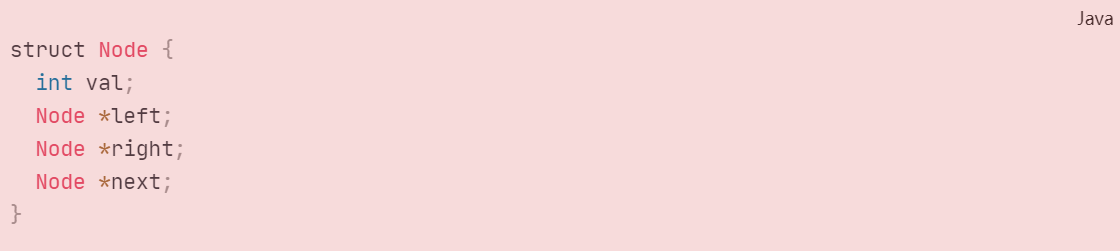 Java
struct Node {
  int val;
  Node *left;
  Node *right;
  Node *next;
}